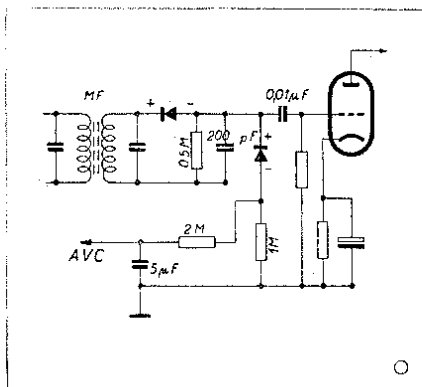 MF
+ -
0,01μF
0.5M
200 pF
+
-
2M
1M
AVC
5μF